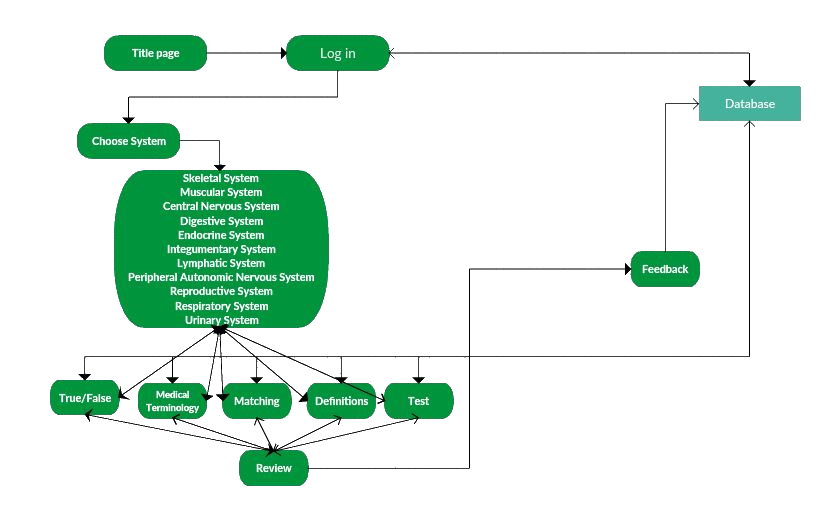 Title page
Log in
Database
Choose System
Skeletal System
Muscular System
Central Nervous System
Digestive System
Endocrine System
Integumentary System
Lymphatic System
Peripheral Autonomic Nervous System
Reproductive System
Respiratory System
Urinary System
Feedback
True/False
Medical
Terminology
Matching
Definitions
Test
Review